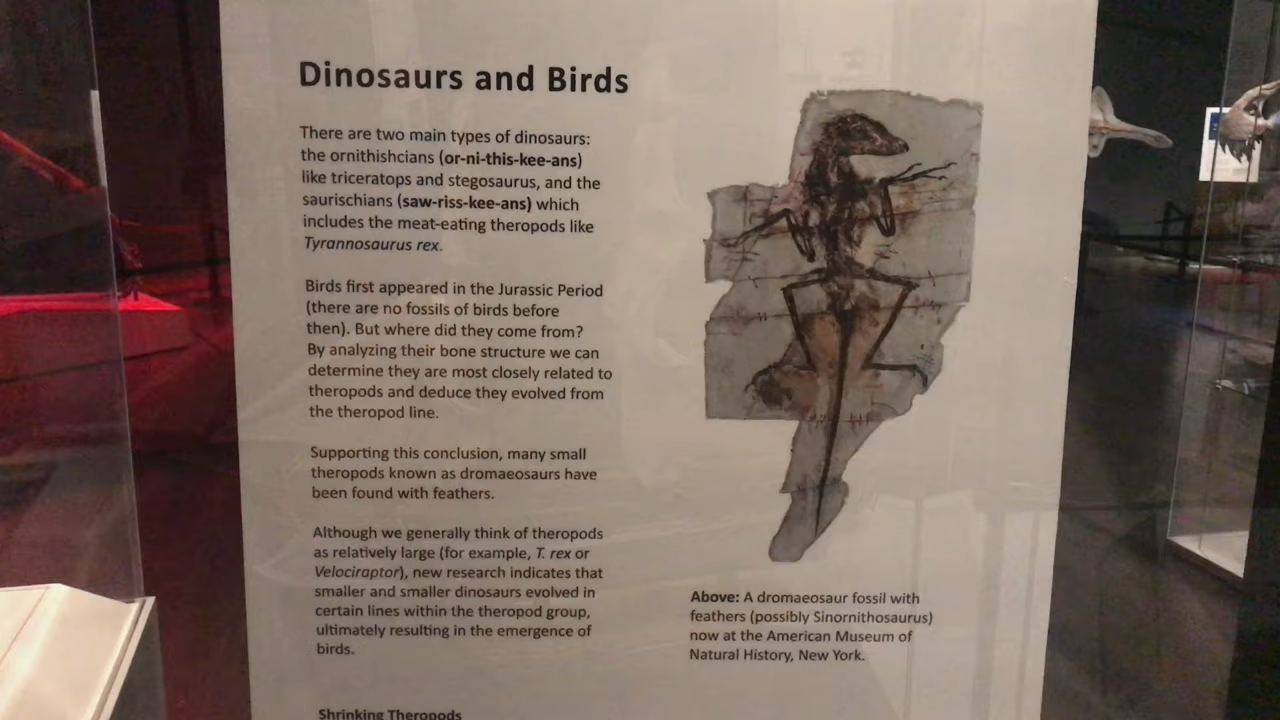 Dinosaurs and Birds
There are two main types of dinosaurs:
the ornithishcians (or-ni-this-kee-ans)
like triceratops and stegosaurus, and the
saurischians (saw-riss-kee-ans) which
includes the meat-eating theropods like
Tyrannosaurus rex.
Birds first appeared in the Jurassic Period
(there are no fossils of birds before
then). But where did they come from?
By analyzing their bone structure we can
determine they are most closely related to
theropods and deduce they evolved from
the theropod line.
Supporting this conclusion, many small
theropods known as dromaeosaurs have
been found with feathers.
Although we generally think of theropods
as relatively large (for example, T. rex or
Velociraptor), new research indicates that
smaller and smaller dinosaurs evolved in
certain lines within the theropod group,
ultimately resulting in the emergence of
birds.
Shrinking Theropods
Above: A dromaeosaur fossil with
feathers (possibly Sinornithosaurus)
now at the American Museum of
Natural History, New York.